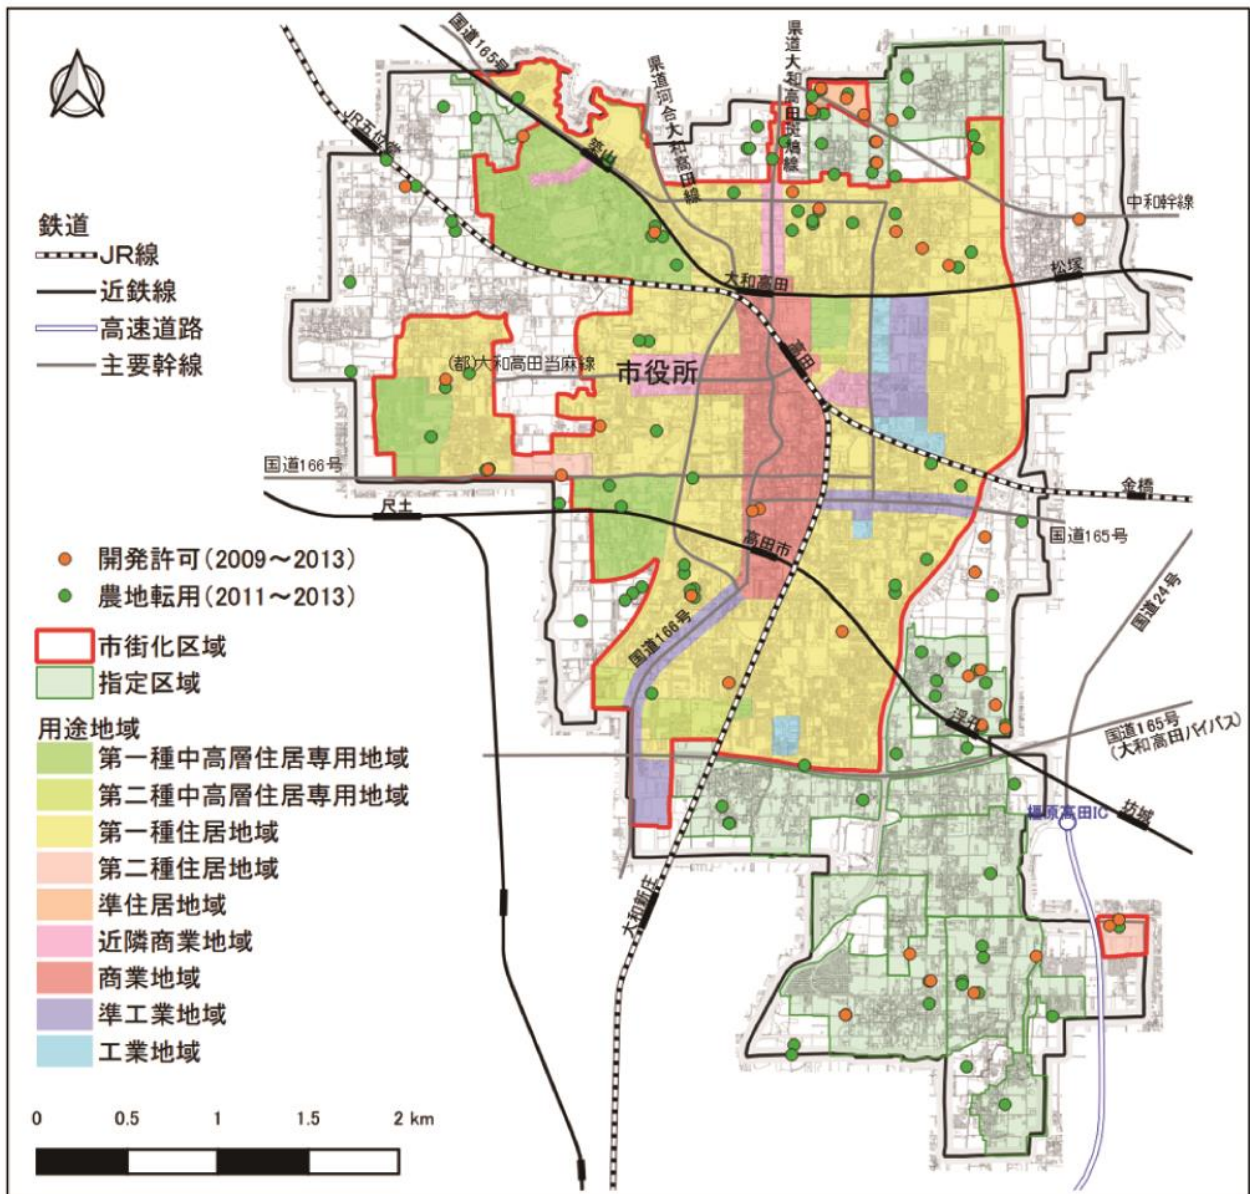 国道165号
県道河合大和高田線
県道大和高田斑鳩線
JR五位堂
築山
中和幹線
鉄道
JR線
近鉄線
高速道路
主要幹線
大和高田
松塚
高田
(都)大和高田当麻線
市役所
国道166号
尺土
金橋
国道165号
高田市
国道24号
開発許可(2009～2013)
農地転用(2011～2013)
市街化区域
指定区域
国道166号
浮孔
国道165号
(大和高田バイパス)
坊城
橿原高田IC
大和新庄
用途地域
第一種中高層住居専用地域
第二種中高層住居専用地域
第一種住居地域
第二種住居地域
準住居地域
近隣商業地域
商業地域
準工業地域
工業地域
0 0.5 1 1.5 2 km